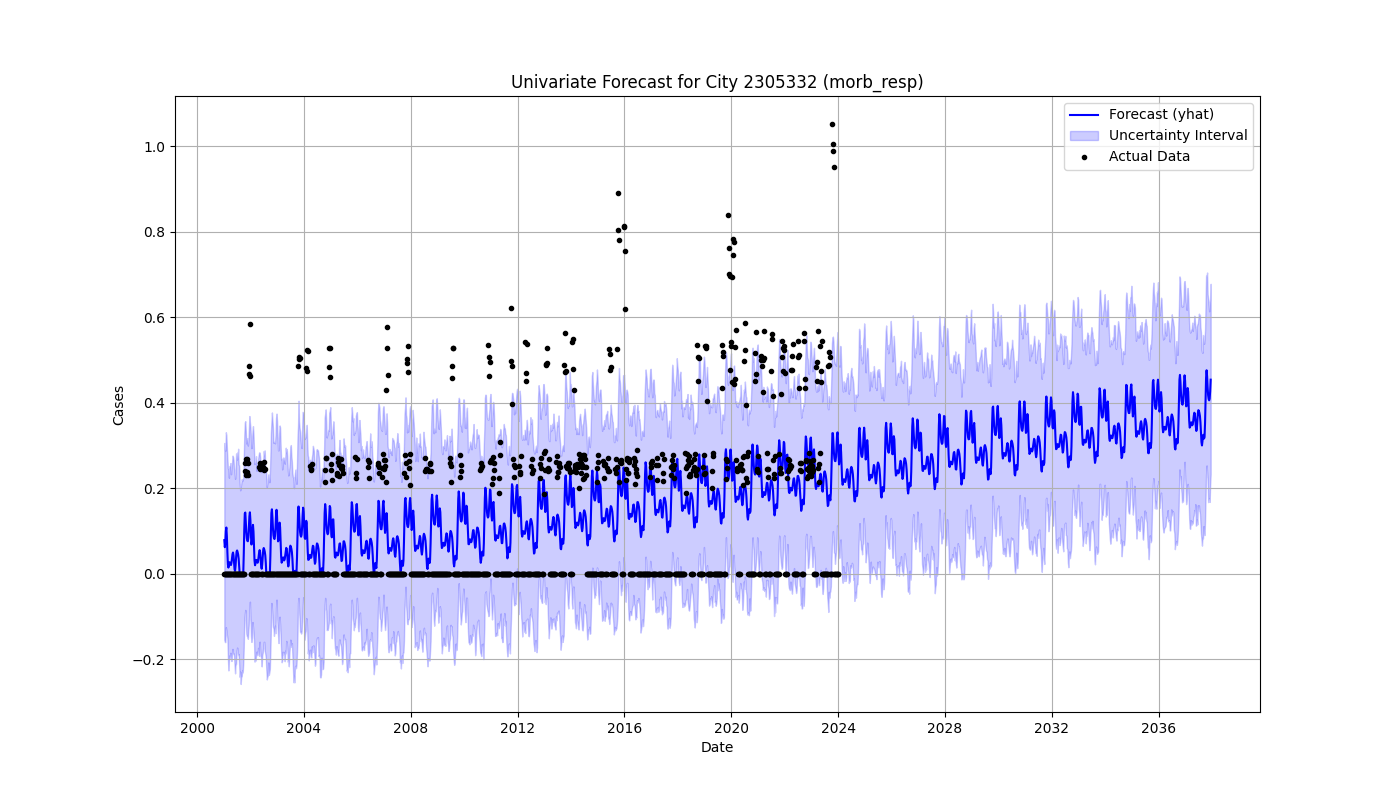 Univariate Forecast for City 2305332 (morb_resp)
Forecast (yhat)
Uncertainty Interval
Actual Data
Cases
1.0
0.8
0.6
0.4
0.2
0.0
−0.2
2000 2004 2008 2012 2016 2020 2024 2028 2032 2036
Date